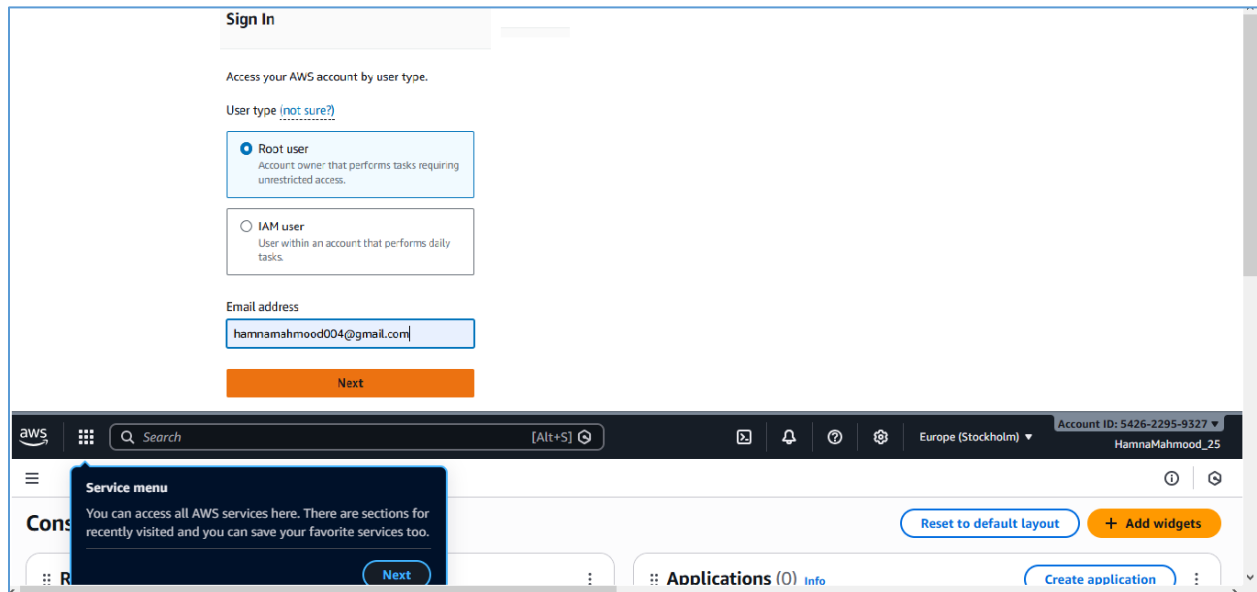 Sign In
Access your AWS account by user type.
User type (not sure?)
Root user
Account owner that performs tasks requiring
unrestricted access.
IAM user
User within an account that performs daily
tasks.
Email address
hamnamahmood004@gmail.com
Next
aws
Search
[Alt+S]
Europe (Stockholm)
Account ID: 5426-2295-9327
HamnaMahmood_25
Service menu
You can access all AWS services here. There are sections for
recently visited and you can save your favorite services too.
Next
Cons
Reset to default layout
+ Add widgets
R
Applications (0) Info
Create application